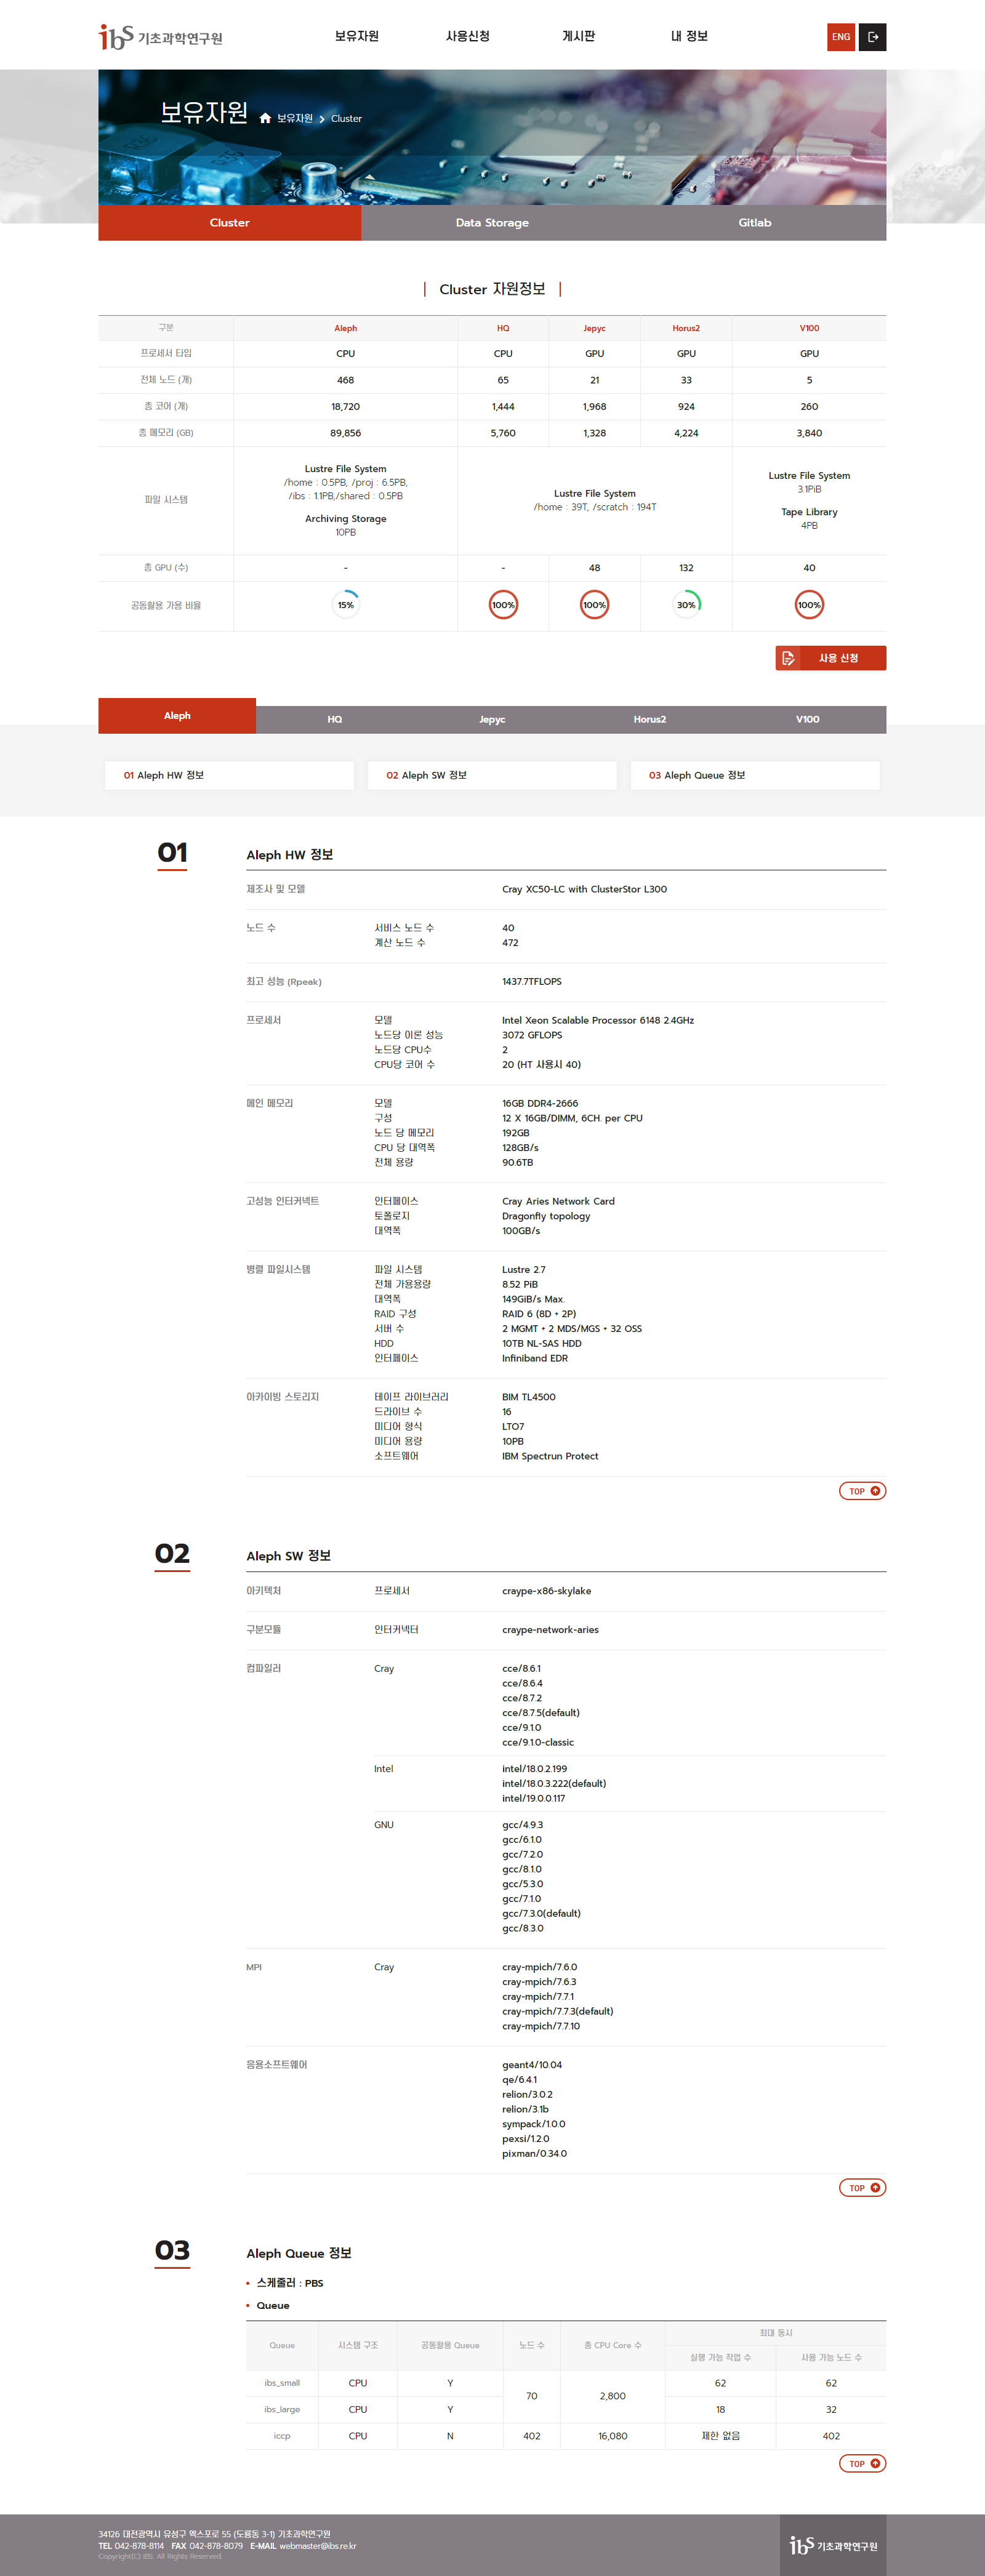 ibs 기초과학연구원
보유자원 사용신청 게시판 내 정보 ENG
보유자원 보유자원 Cluster
Cluster Data Storage Gitlab
Cluster 자원정보
구분 Aleph HQ Jepyc Horus2 V100
프로세서 타입 CPU CPU GPU GPU GPU
전체 노드 (개) 468 65 21 33 5
총 코어 (개) 18,720 1,444 1,968 924 260
총 메모리 (GB) 89,856 5,760 1,328 4,224 3,840
파일 시스템
Lustre File System
/home : 0.5PB, /proj : 6.5PB,
/ibs : 1.1PB,/shared : 0.5PB
Archiving Storage
10PB
Lustre File System
/home : 39T, /scratch : 194T
Lustre File System
3.1PiB
Tape Library
4PB
총 GPU (수) - - 48 132 40
공동활용 가용 비율 15% 100% 100% 30% 100%
사용 신청
Aleph HQ Jepyc Horus2 V100
01 Aleph HW 정보 02 Aleph SW 정보 03 Aleph Queue 정보
01 Aleph HW 정보
제조사 및 모델 Cray XC50-LC with ClusterStor L300
노드 수 서비스 노드 수 40
계산 노드 수 472
최고 성능 (Rpeak) 1437.7TFLOPS
프로세서 모델 Intel Xeon Scalable Processor 6148 2.4GHz
노드당 이론 성능 3072 GFLOPS
노드당 CPU수 2
CPU당 코어 수 20 (HT 사용시 40)
메인 메모리 모델 16GB DDR4-2666
구성 12 X 16GB/DIMM, 6CH. per CPU
노드 당 메모리 192GB
CPU 당 대역폭 128GB/s
전체 용량 90.6TB
고성능 인터커넥트 인터페이스 Cray Aries Network Card
토폴로지 Dragonfly topology
대역폭 100GB/s
병렬 파일시스템 파일 시스템 Lustre 2.7
전체 가용용량 8.52 PiB
대역폭 149GiB/s Max.
RAID 구성 RAID 6 (8D + 2P)
서버 수 2 MGMT + 2 MDS/MGS + 32 OSS
HDD 10TB NL-SAS HDD
인터페이스 Infiniband EDR
아카이빙 스토리지 테이프 라이브러리 BIM TL4500
드라이브 수 16
미디어 형식 LTO7
미디어 용량 10PB
소프트웨어 IBM Spectrun Protect
TOP
02 Aleph SW 정보
아키텍처 프로세서 craype-x86-skylake
구분모듈 인터커넥터 craype-network-aries
컴파일러 Cray cce/8.6.1
cce/8.6.4
cce/8.7.2
cce/8.7.5(default)
cce/9.1.0
cce/9.1.0-classic
Intel intel/18.0.2.199
intel/18.0.3.222(default)
intel/19.0.0.117
GNU gcc/4.9.3
gcc/6.1.0
gcc/7.2.0
gcc/8.1.0
gcc/5.3.0
gcc/7.1.0
gcc/7.3.0(default)
gcc/8.3.0
MPI Cray cray-mpich/7.6.0
cray-mpich/7.6.3
cray-mpich/7.7.1
cray-mpich/7.7.3(default)
cray-mpich/7.7.10
응용소프트웨어 geant4/10.04
qe/6.4.1
relion/3.0.2
relion/3.1b
sympack/1.0.0
pexsi/1.2.0
pixman/0.34.0
TOP
03 Aleph Queue 정보
스케줄러 : PBS
Queue
Queue 시스템 구조 공동활용 Queue 노드 수 총 CPU Core 수 최대 동시
실행 가능 작업 수 사용 가능 노드 수
ibs_small CPU Y 70 2,800 62 62
ibs_large CPU Y 18 32
iccp CPU N 402 16,080 제한 없음 402
TOP
34126 대전광역시 유성구 엑스포로 55 (도룡동 3-1) 기초과학연구원
TEL 042-878-8114 FAX 042-878-8079 E-MAIL webmaster@ibs.re.kr
Copyright(C) IBS. All Rights Reserved.
ibs 기초과학연구원